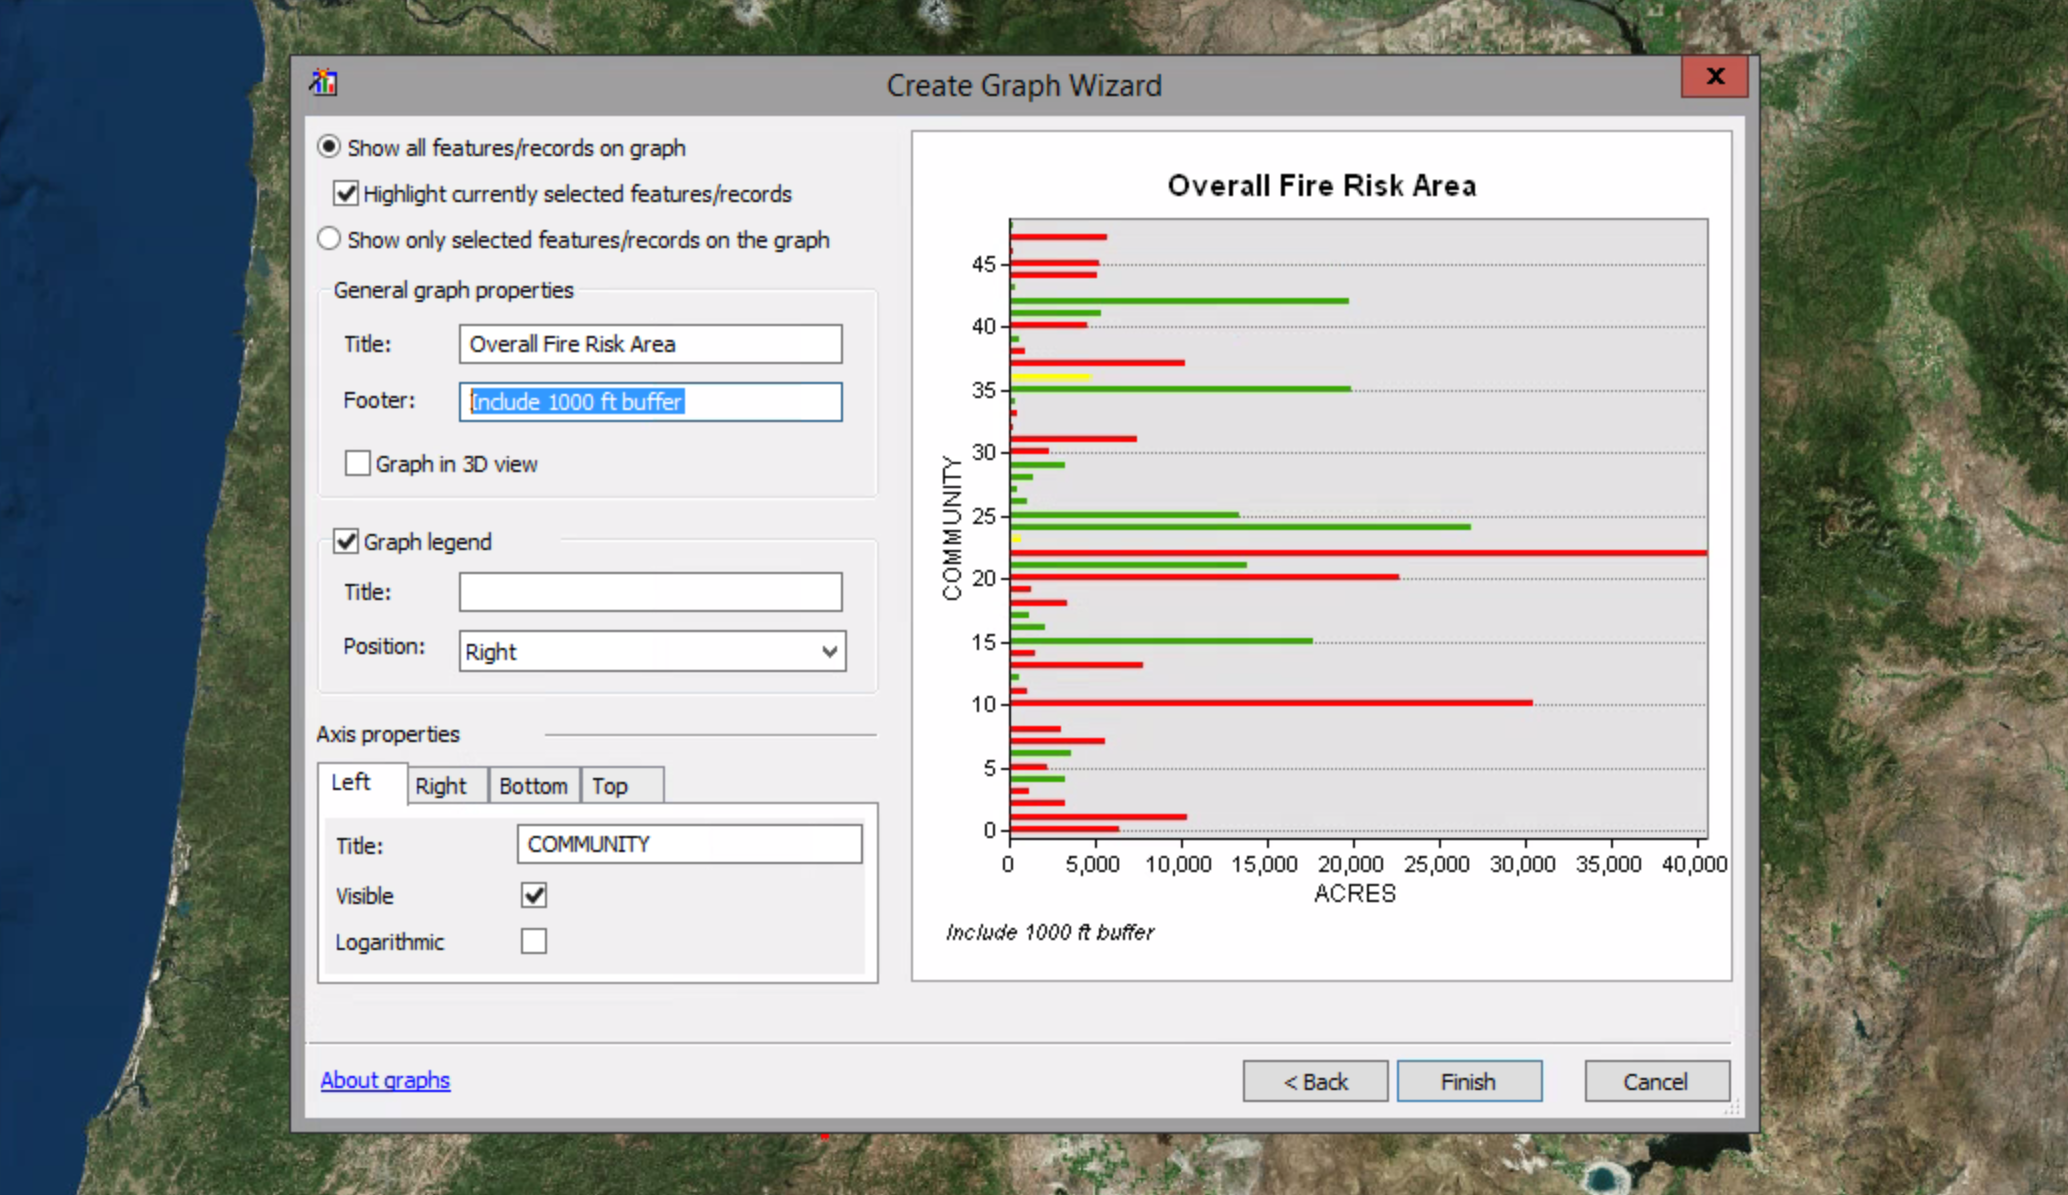 Create Graph Wizard
x
Show all features/records on graph
Highlight currently selected features/records
Show only selected features/records on the graph
General graph properties
Title: Overall Fire Risk Area
Footer: Include 1000 ft buffer
Graph in 3D view
Graph legend
Title:
Position: Right
Axis properties
Left Right Bottom Top
Title: COMMUNITY
Visible
Logarithmic
About graphs
Overall Fire Risk Area
COMMUNITY
45
40
35
30
25
20
15
10
5
0
0 5,000 10,000 15,000 20,000 25,000 30,000 35,000 40,000
ACRES
Include 1000 ft buffer
< Back Finish Cancel